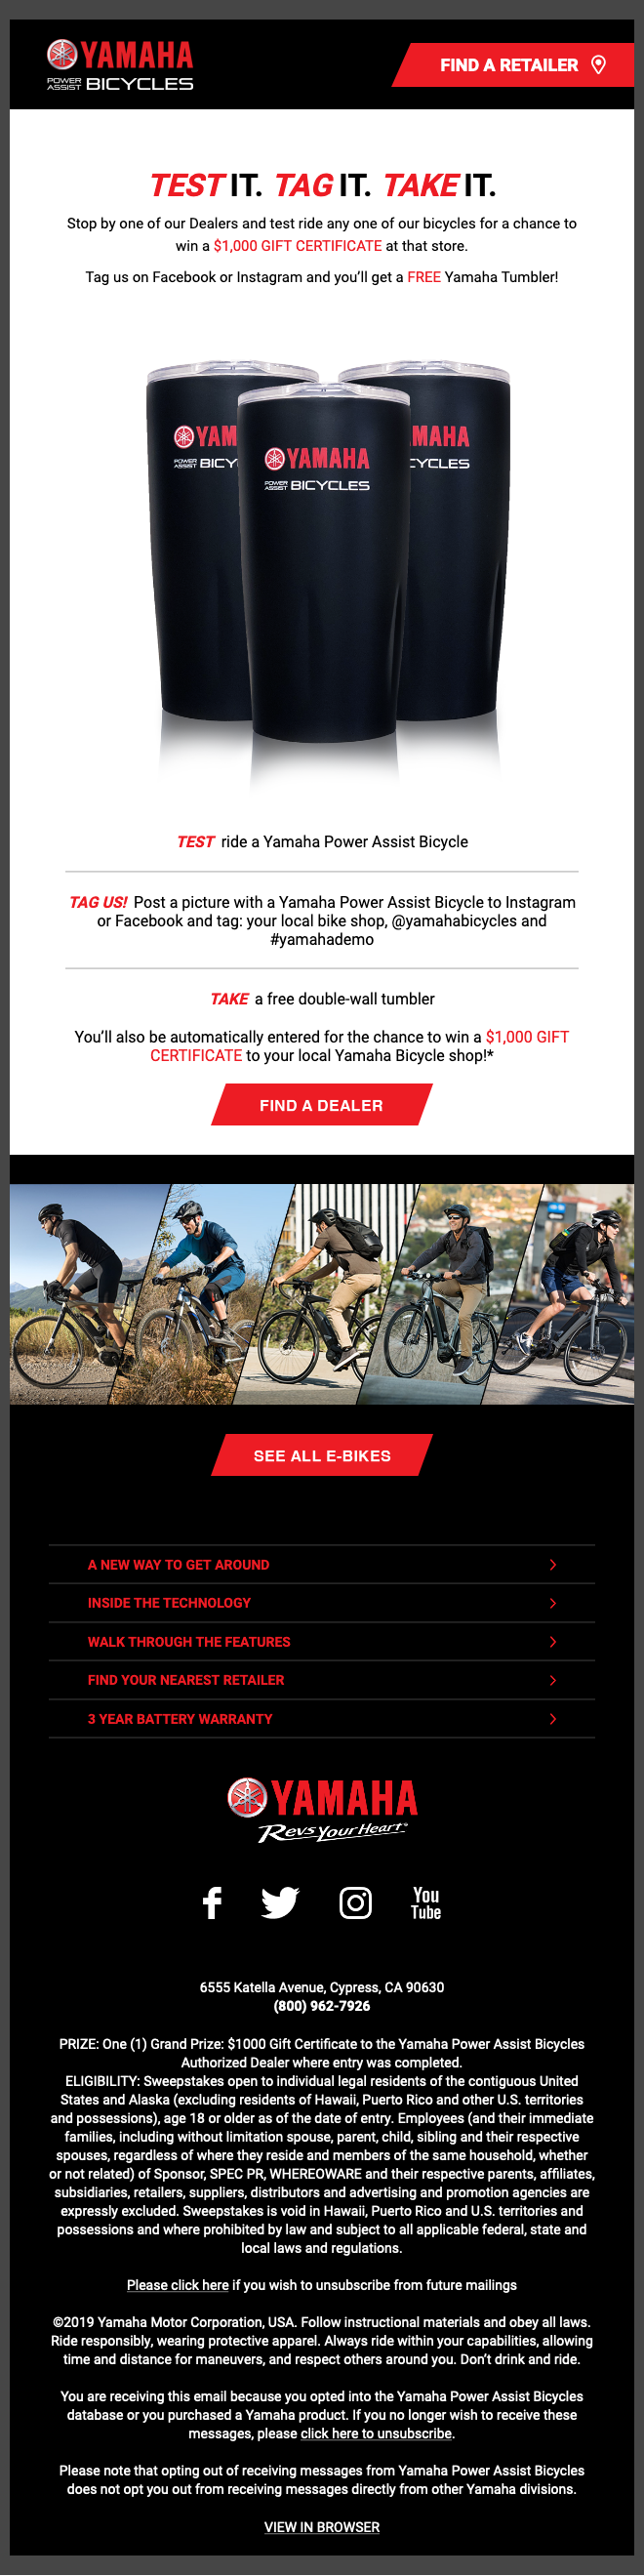 YAMAHA
POWER ASSIST BICYCLES
FIND A RETAILER
TEST IT. TAG IT. TAKE IT.
Stop by one of our Dealers and test ride any one of our bicycles for a chance to
win a $1,000 GIFT CERTIFICATE at that store.
Tag us on Facebook or Instagram and you’ll get a FREE Yamaha Tumbler!
YAM
POWER ASSIST BICY
YAMAHA
POWER ASSIST BICYCLES
MAHA
CYCLES
TEST ride a Yamaha Power Assist Bicycle
TAG US! Post a picture with a Yamaha Power Assist Bicycle to Instagram
or Facebook and tag: your local bike shop, @yamahabicycles and
#yamahademo
TAKE a free double-wall tumbler
You’ll also be automatically entered for the chance to win a $1,000 GIFT
CERTIFICATE to your local Yamaha Bicycle shop!*
FIND A DEALER
SEE ALL E-BIKES
A NEW WAY TO GET AROUND
INSIDE THE TECHNOLOGY
WALK THROUGH THE FEATURES
FIND YOUR NEAREST RETAILER
3 YEAR BATTERY WARRANTY
YAMAHA
Revs Your Heart
You
Tube
6555 Katella Avenue, Cypress, CA 90630
(800) 962-7926
PRIZE: One (1) Grand Prize: $1000 Gift Certificate to the Yamaha Power Assist Bicycles
Authorized Dealer where entry was completed.
ELIGIBILITY: Sweepstakes open to individual legal residents of the contiguous United
States and Alaska (excluding residents of Hawaii, Puerto Rico and other U.S. territories
and possessions), age 18 or older as of the date of entry. Employees (and their immediate
families, including without limitation spouse, parent, child, sibling and their respective
spouses, regardless of where they reside and members of the same household, whether
or not related) of Sponsor, SPEC PR, WHEREOWARE and their respective parents, affiliates,
subsidiaries, retailers, suppliers, distributors and advertising and promotion agencies are
expressly excluded. Sweepstakes is void in Hawaii, Puerto Rico and U.S. territories and
possessions and where prohibited by law and subject to all applicable federal, state and
local laws and regulations.
Please click here if you wish to unsubscribe from future mailings
©2019 Yamaha Motor Corporation, USA. Follow instructional materials and obey all laws.
Ride responsibly, wearing protective apparel. Always ride within your capabilities, allowing
time and distance for maneuvers, and respect others around you. Don’t drink and ride.
You are receiving this email because you opted into the Yamaha Power Assist Bicycles
database or you purchased a Yamaha product. If you no longer wish to receive these
messages, please click here to unsubscribe.
Please note that opting out of receiving messages from Yamaha Power Assist Bicycles
does not opt you out from receiving messages directly from other Yamaha divisions.
VIEW IN BROWSER